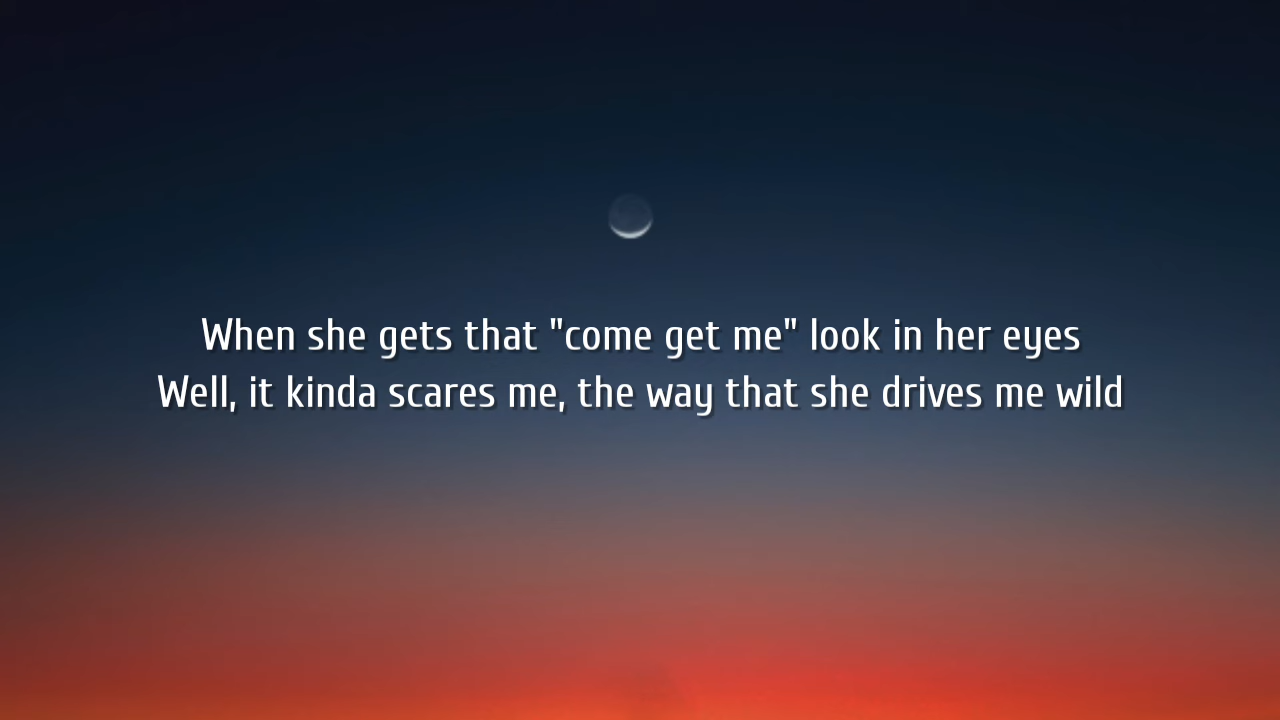 When she gets that "come get me" look in her eyes
Well, it kinda scares me, the way that she drives me wild